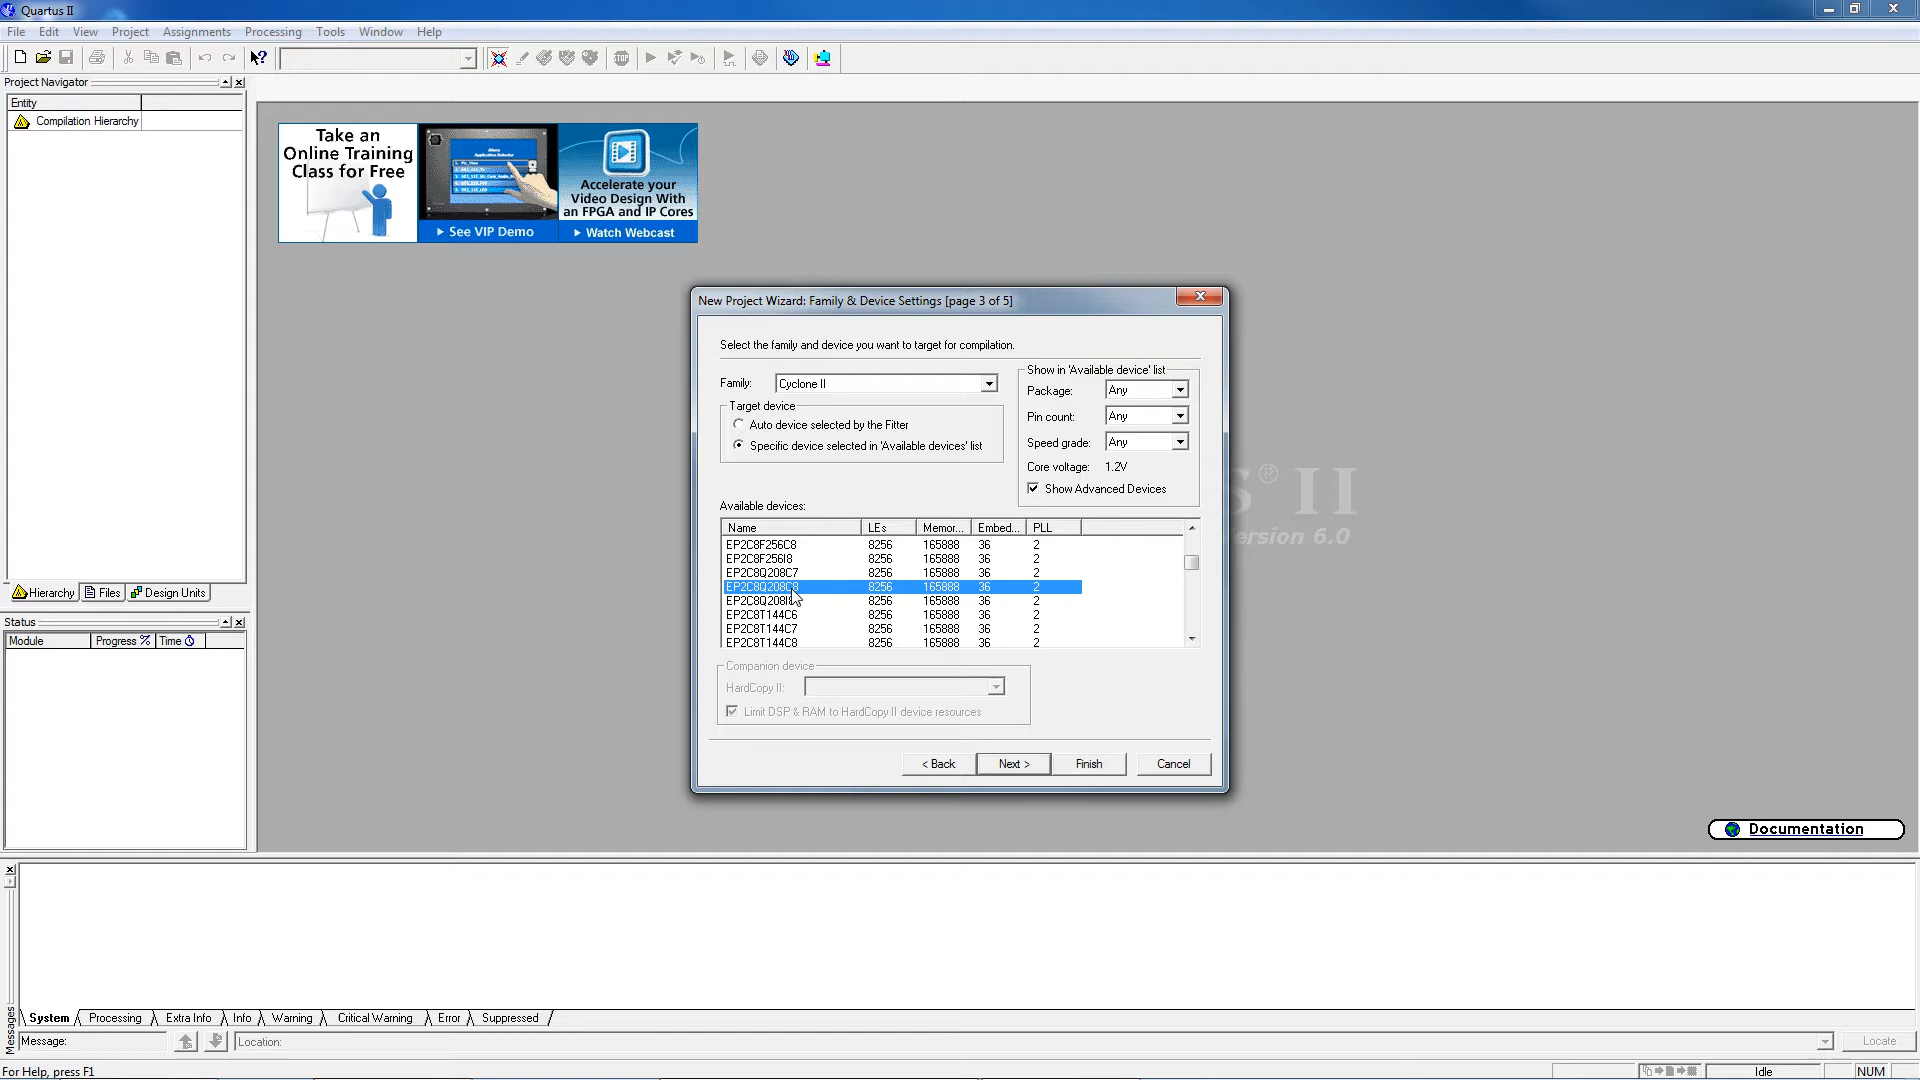 Quartus II
File Edit View Project Assignments Processing Tools Window Help
Project Navigator
Entity
Compilation Hierarchy
Hierarchy Files Design Units
Status
Module Progress % Time
Take an
Online Training
Class for Free
See VIP Demo
Accelerate your
Video Design With
an FPGA and IP Cores
Watch Webcast
S® II
Version 6.0
New Project Wizard: Family & Device Settings [page 3 of 5]
Select the family and device you want to target for compilation.
Family: Cyclone II
Target device
Auto device selected by the Fitter
Specific device selected in 'Available devices' list
Show in 'Available device' list
Package: Any
Pin count: Any
Speed grade: Any
Core voltage: 1.2V
Show Advanced Devices
Available devices:
Name LEs Memor... Embed... PLL
EP2C8F256C8 8256 165888 36 2
EP2C8F256I8 8256 165888 36 2
EP2C8Q208C7 8256 165888 36 2
EP2C8Q208C8 8256 165888 36 2
EP2C8Q208I8 8256 165888 36 2
EP2C8T144C6 8256 165888 36 2
EP2C8T144C7 8256 165888 36 2
EP2C8T144C8 8256 165888 36 2
Companion device
HardCopy II:
Limit DSP & RAM to HardCopy II device resources
< Back Next > Finish Cancel
Documentation
System Processing Extra Info Info Warning Critical Warning Error Suppressed
Messages
Message: Location: Locate
For Help, press F1 Idle NUM